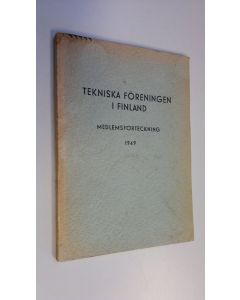 TEKNISKA FÖRENINGEN
I FINLAND
MEDLEMSFÖRTECKNING
1949